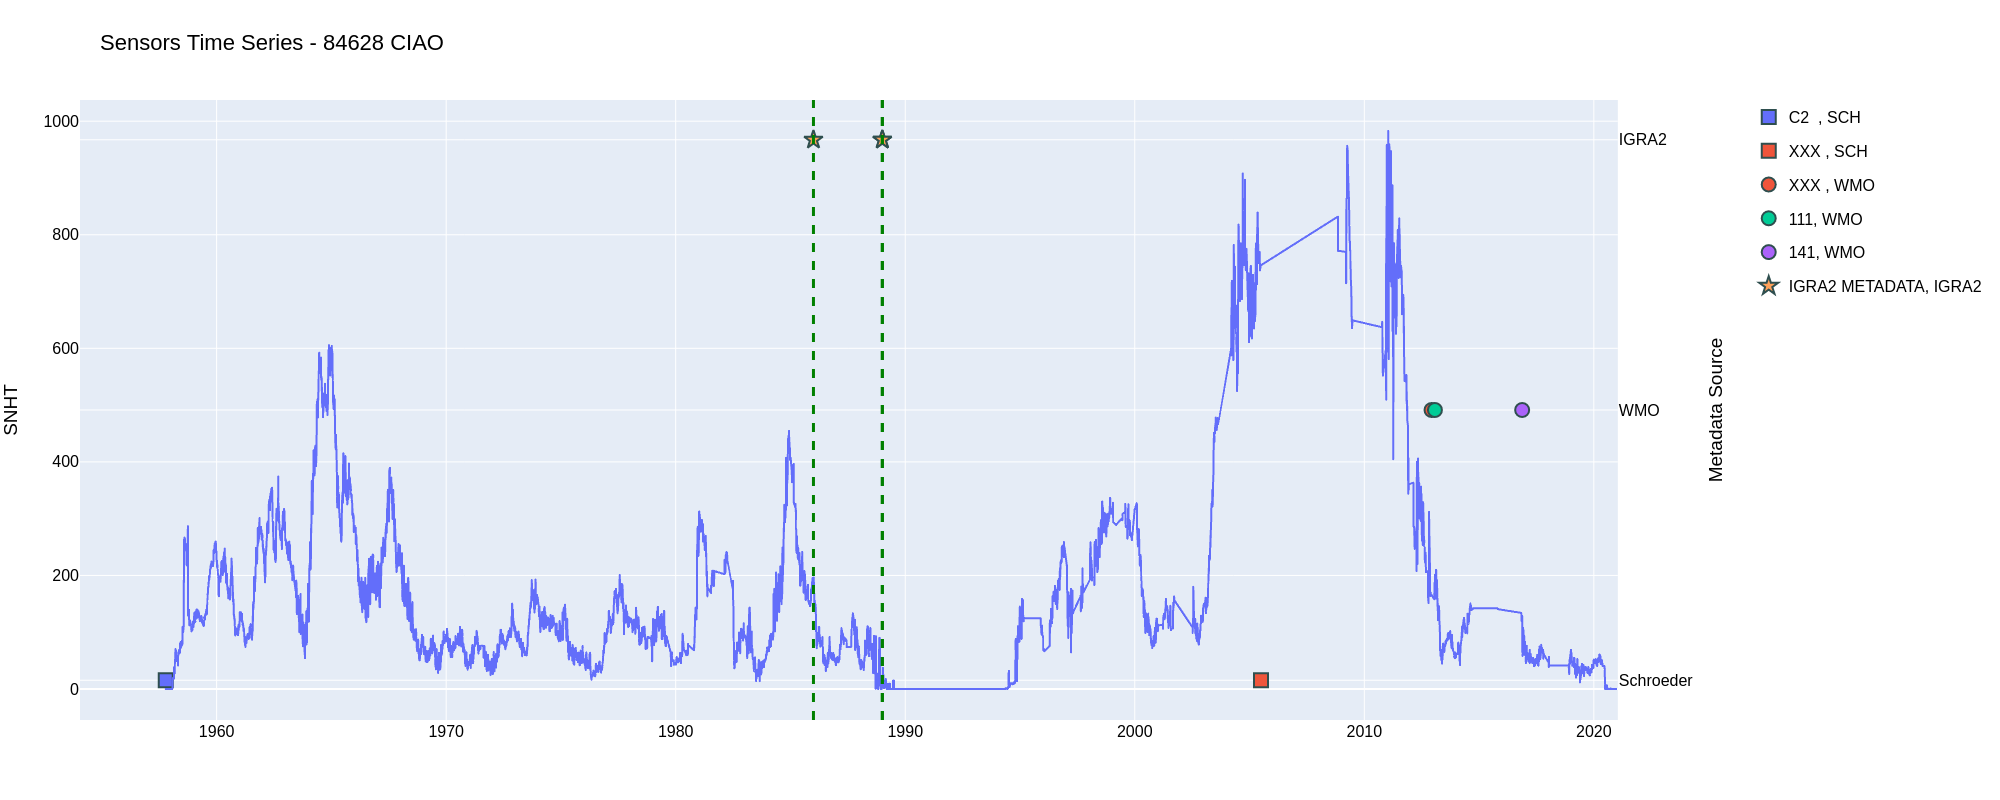 Sensors Time Series - 84628 CIAO
SNHT
1000
800
600
400
200
0
1960
1970
1980
1990
2000
2010
2020
IGRA2
WMO
Schroeder
Metadata Source
C2 , SCH
XXX , SCH
XXX , WMO
111, WMO
141, WMO
IGRA2 METADATA, IGRA2